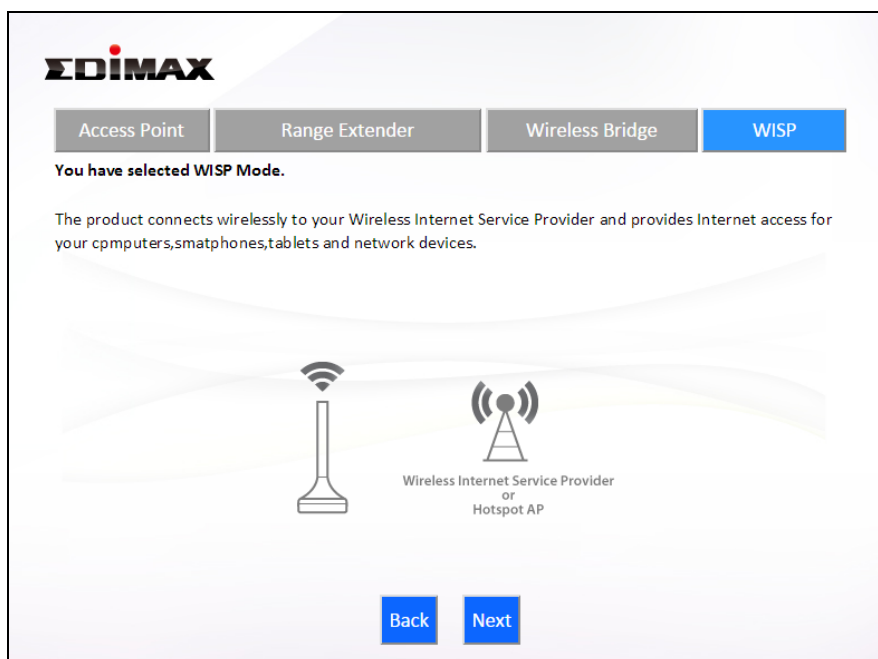 EDIMAX
Access Point
Range Extender
Wireless Bridge
WISP
You have selected WISP Mode.
The product connects wirelessly to your Wireless Internet Service Provider and provides Internet access for
your cpmputers,smatphones,tablets and network devices.
Wireless Internet Service Provider
or
Hotspot AP
Back
Next